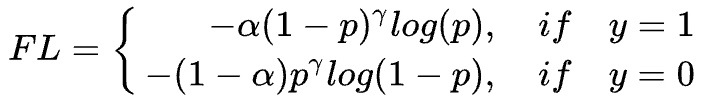 FL = { -α(1 - p)^γ log(p), if y = 1
-(1 - α)p^γ log(1 - p), if y = 0